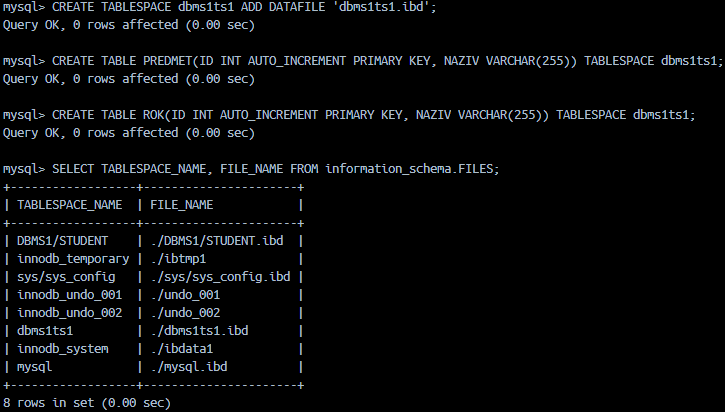 mysql> CREATE TABLESPACE dbms1ts1 ADD DATAFILE 'dbms1ts1.ibd';
Query OK, 0 rows affected (0.00 sec)

mysql> CREATE TABLE PREDMET(ID INT AUTO_INCREMENT PRIMARY KEY, NAZIV VARCHAR(255)) TABLESPACE dbms1ts1;
Query OK, 0 rows affected (0.00 sec)

mysql> CREATE TABLE ROK(ID INT AUTO_INCREMENT PRIMARY KEY, NAZIV VARCHAR(255)) TABLESPACE dbms1ts1;
Query OK, 0 rows affected (0.00 sec)

mysql> SELECT TABLESPACE_NAME, FILE_NAME FROM information_schema.FILES;
+------------------+----------------------+
| TABLESPACE_NAME  | FILE_NAME            |
+------------------+----------------------+
| DBMS1/STUDENT    | ./DBMS1/STUDENT.ibd  |
| innodb_temporary | ./ibtmp1             |
| sys/sys_config   | ./sys/sys_config.ibd |
| innodb_undo_001  | ./undo_001           |
| innodb_undo_002  | ./undo_002           |
| dbms1ts1         | ./dbms1ts1.ibd       |
| innodb_system    | ./ibdata1            |
| mysql            | ./mysql.ibd          |
+------------------+----------------------+
8 rows in set (0.00 sec)